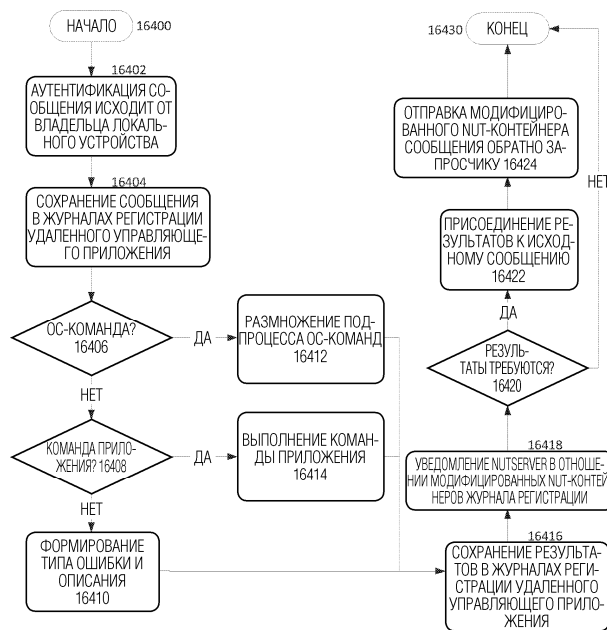 НАЧАЛО
16400
16402
АУТЕНТИФИКАЦИЯ СО-
ОБЩЕНИЯ ИСХОДИТ ОТ
ВЛАДЕЛЬЦА ЛОКАЛЬ-
НОГО УСТРОЙСТВА
16404
СОХРАНЕНИЕ СООБЩЕНИЯ
В ЖУРНАЛАХ РЕГИСТРАЦИИ
УДАЛЕННОГО УПРАВЛЯЮЩЕ-
ГО ПРИЛОЖЕНИЯ
ОС-КОМАНДА?
16406
ДА
РАЗМНОЖЕНИЕ ПОД-
ПРОЦЕССА ОС-КОМАНД
16412
НЕТ
КОМАНДА ПРИЛО-
ЖЕНИЯ? 16408
ДА
ВЫПОЛНЕНИЕ КОМАН-
ДЫ ПРИЛОЖЕНИЯ
16414
НЕТ
ФОРМИРОВАНИЕ
ТИПА ОШИБКИ И
ОПИСАНИЯ
16410
16416
СОХРАНЕНИЕ РЕЗУЛЬТА-
ТОВ В ЖУРНАЛАХ РЕГИ-
СТРАЦИИ УДАЛЕННОГО
УПРАВЛЯЮЩЕГО ПРИЛО-
ЖЕНИЯ
16418
УВЕДОМЛЕНИЕ NUTSERVER В ОТНОШЕ-
НИИ МОДИФИЦИРОВАННЫХ NUT-КОНТЕЙ-
НЕРОВ ЖУРНАЛА РЕГИСТРАЦИИ
РЕЗУЛЬ-
ТАТЫ ТРЕБУЮТСЯ?
16420
ДА
ПРИСОЕДИНЕНИЕ РЕ-
ЗУЛЬТАТОВ К ИСХОД-
НОМУ СООБЩЕНИЮ
16422
ОТПРАВКА МОДИФИЦИРО-
ВАННОГО NUT-КОНТЕЙНЕРА
СООБЩЕНИЯ ОБРАТНО ЗА-
ПРОСЧИКУ 16424
НЕТ
16430
КОНЕЦ